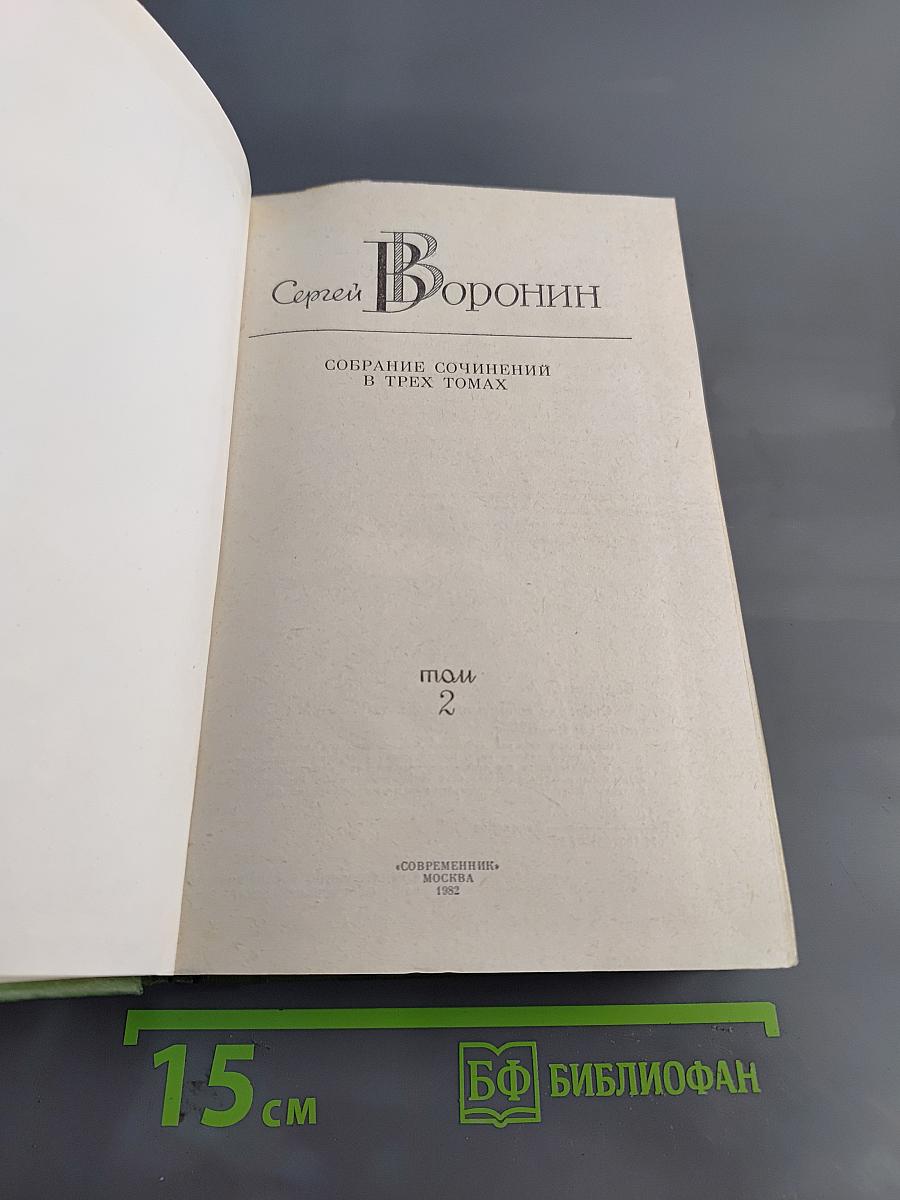 Сергей Воронин
СОБРАНИЕ СОЧИНЕНИЙ
В ТРЕХ ТОМАХ
том
2
«СОВРЕМЕННИК»
МОСКВА
1982
15 см
БФ БИБЛИОФАН